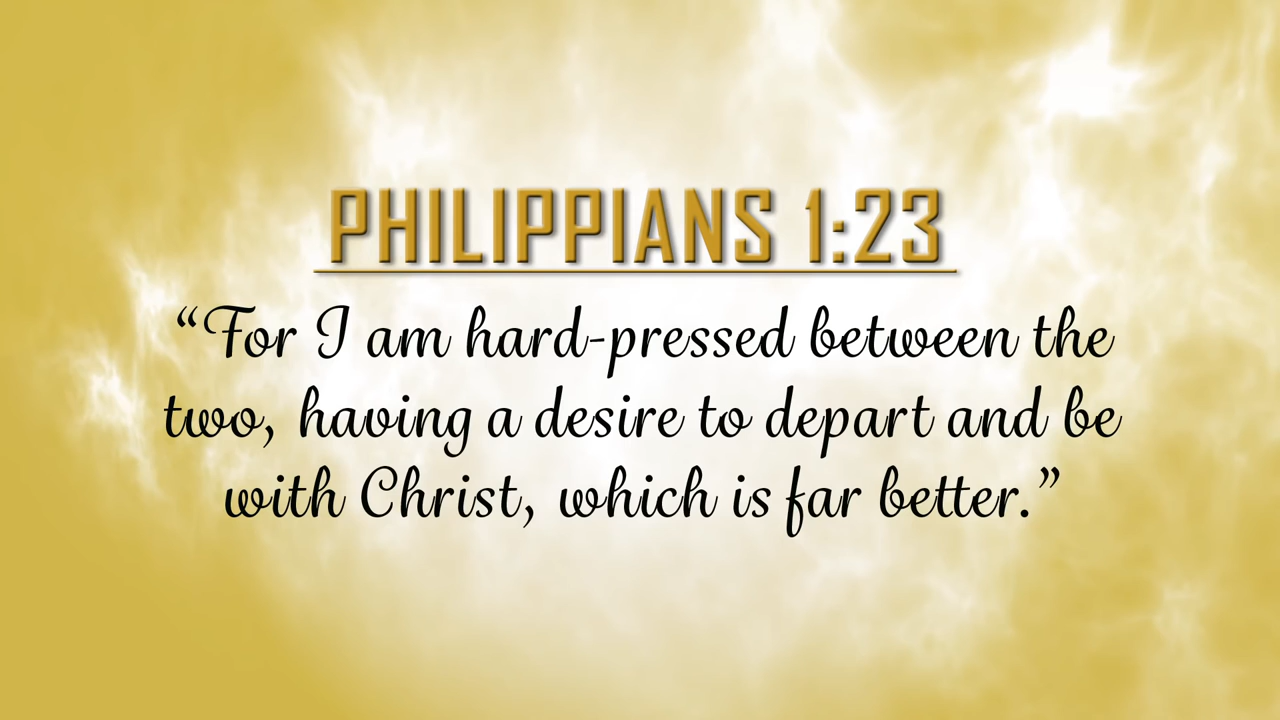 PHILIPPIANS 1:23
“For I am hard-pressed between the
two, having a desire to depart and be
with Christ, which is far better.”